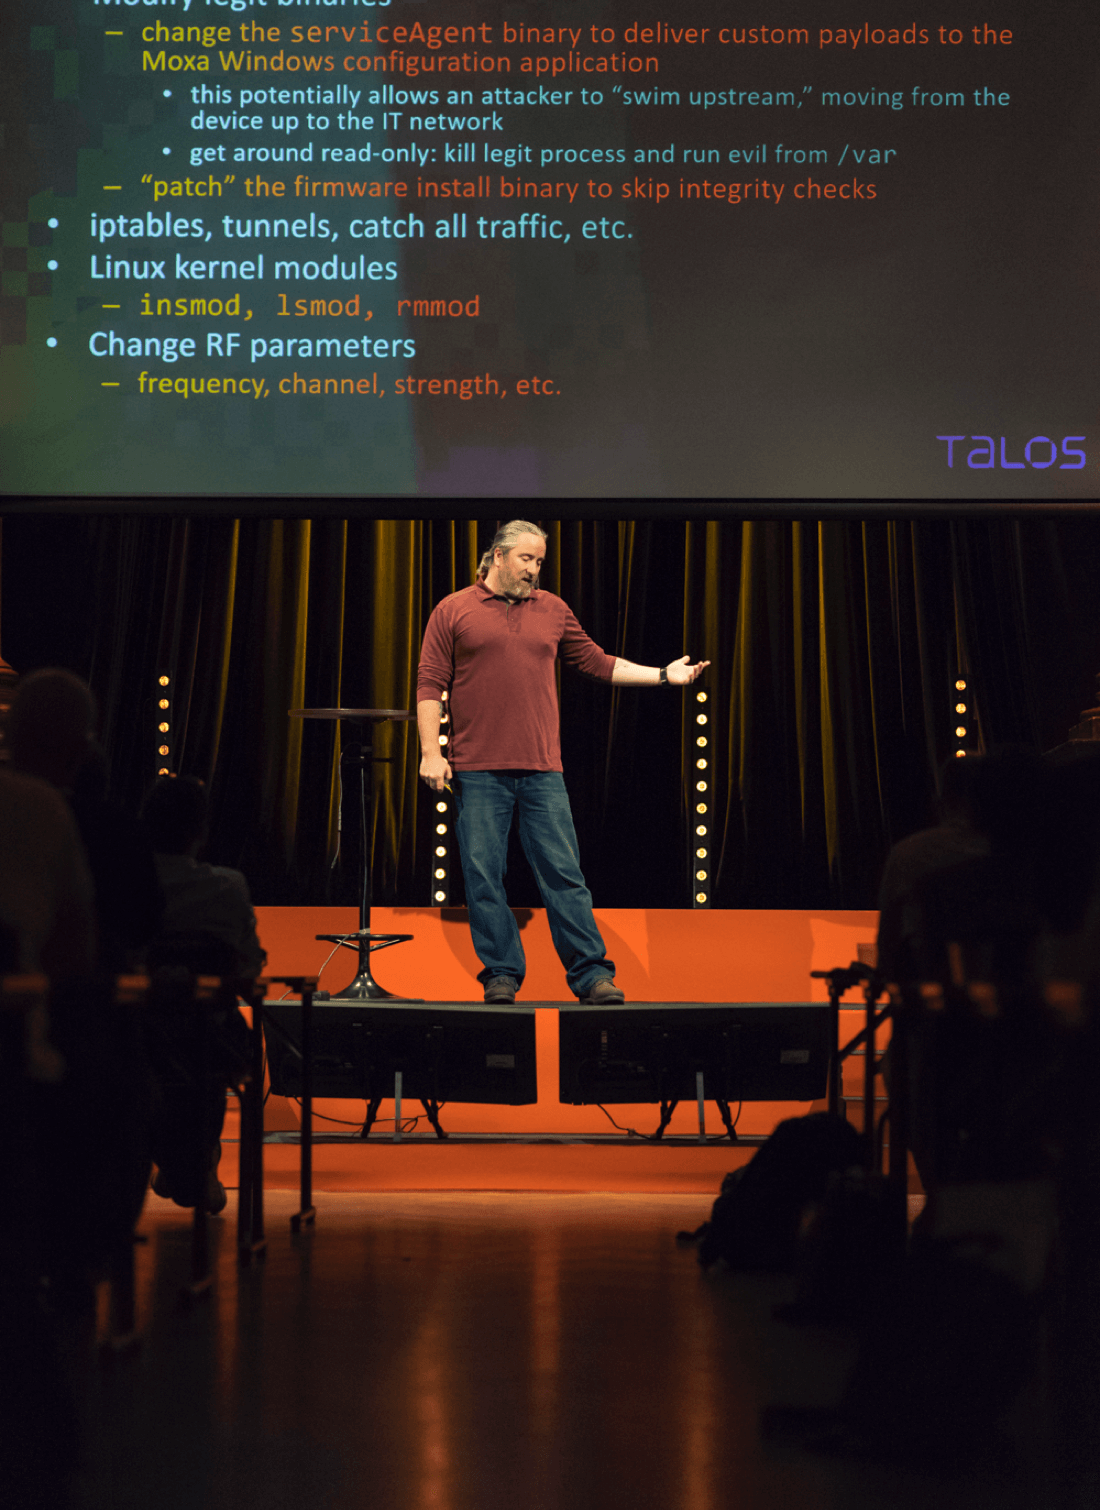 Modify legit binaries
– change the serviceAgent binary to deliver custom payloads to the
Moxa Windows configuration application
• this potentially allows an attacker to “swim upstream,” moving from the
device up to the IT network
• get around read-only: kill legit process and run evil from /var
– “patch” the firmware install binary to skip integrity checks
• iptables, tunnels, catch all traffic, etc.
• Linux kernel modules
– insmod, lsmod, rmmod
• Change RF parameters
– frequency, channel, strength, etc.
TALOS